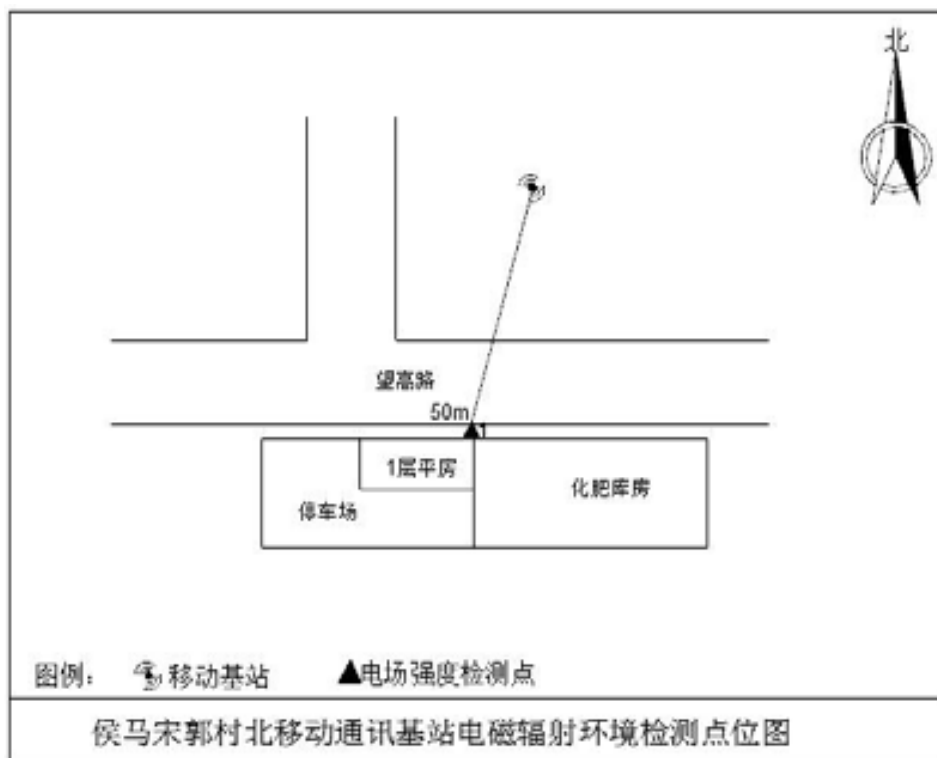 北
望高路
50m
1
1层平房
化肥库房
停车场
图例： 移动基站 电场强度检测点
侯马宋郭村北移动通讯基站电磁辐射环境检测点位图